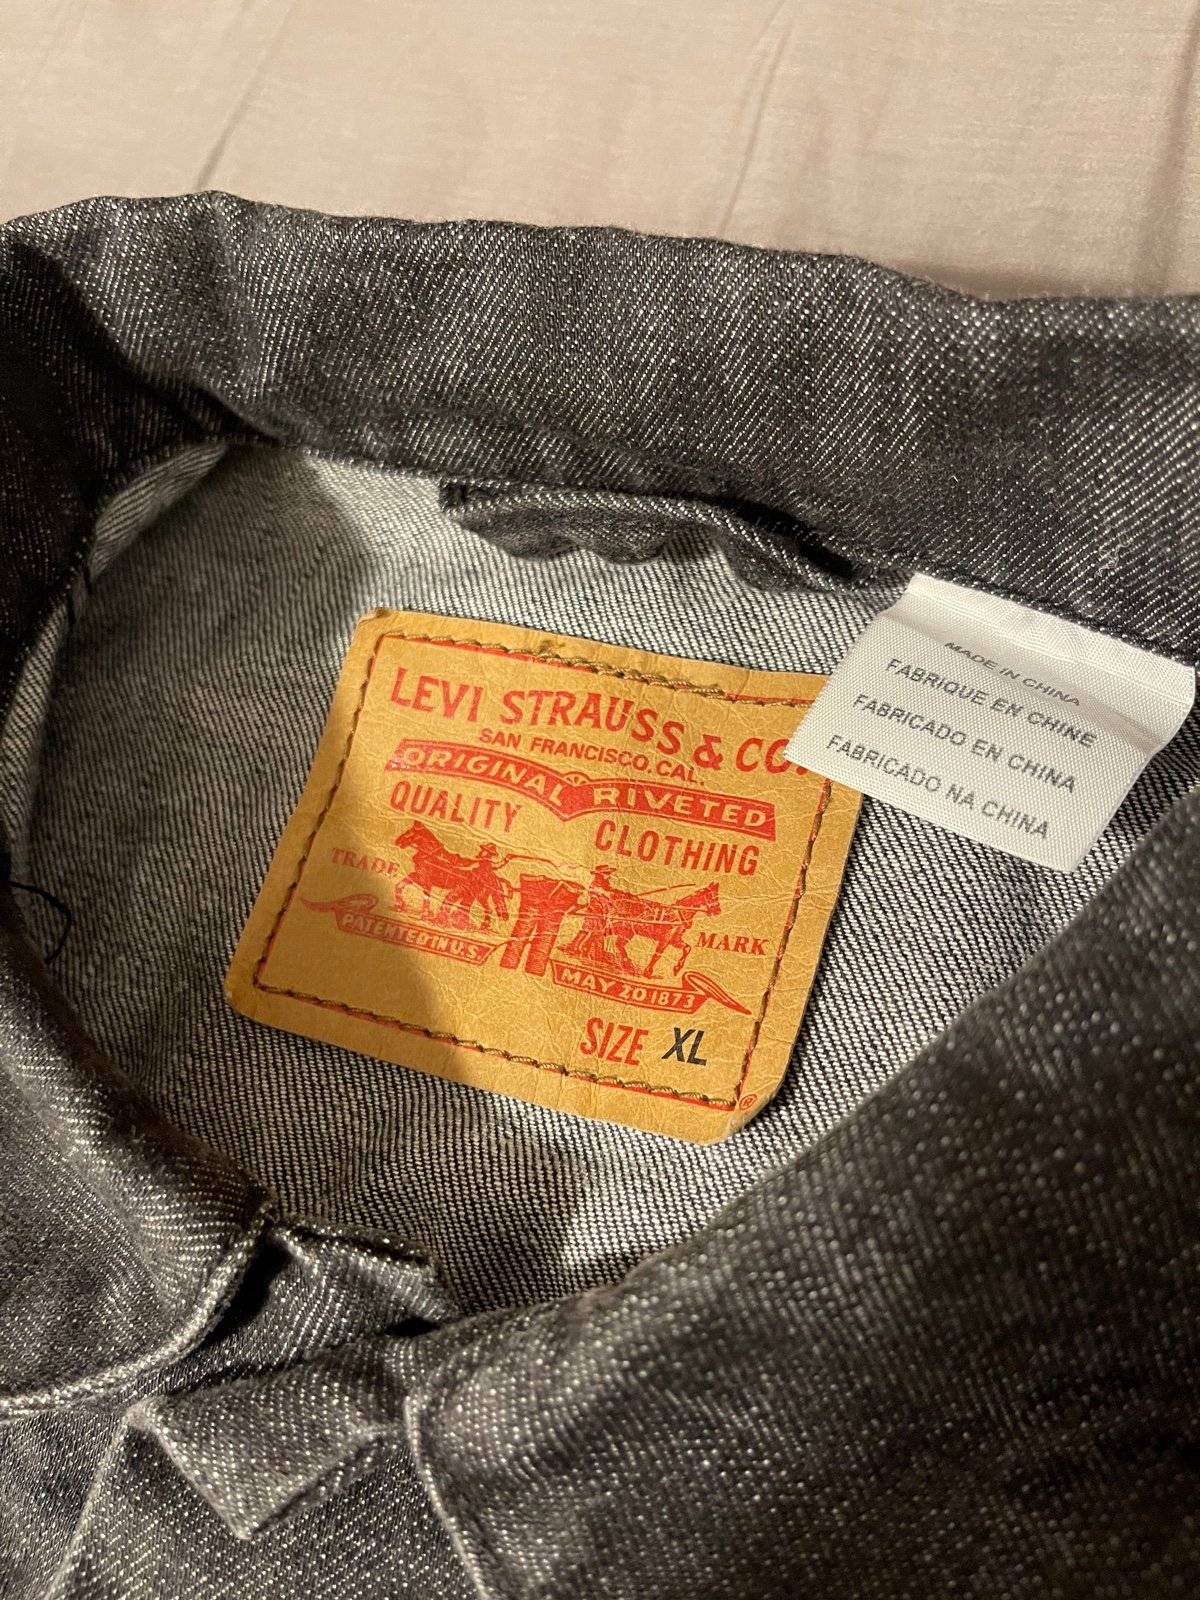 LEVI STRAUSS & CO.
SAN FRANCISCO, CAL.
ORIGINAL RIVETED
QUALITY CLOTHING
TRADE MARK
PATENTED IN U.S.
MAY 20 1873
SIZE XL
®
MADE IN CHINA
FABRIQUE EN CHINE
FABRICADO EN CHINA
FABRICADO NA CHINA